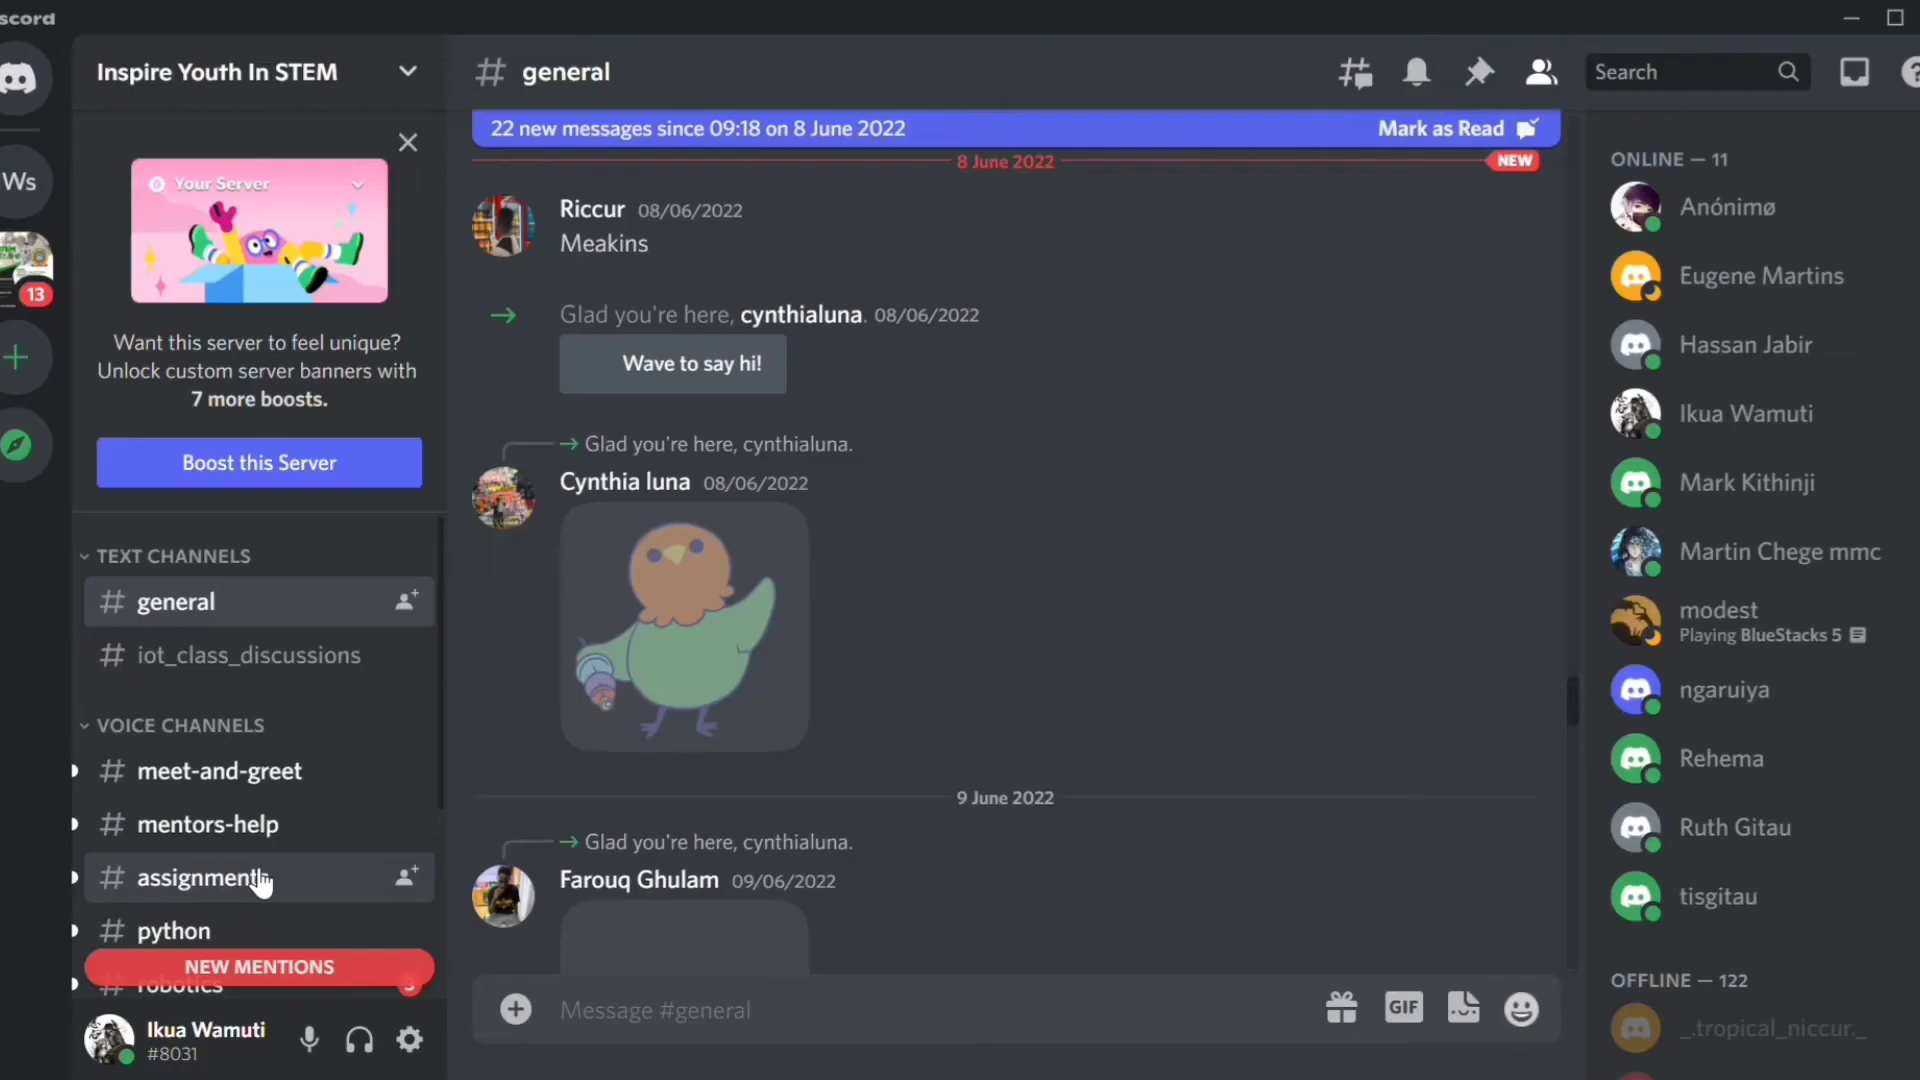 scord
Inspire Youth In STEM
general
Search
Ws
13
Your Server
Want this server to feel unique?
Unlock custom server banners with
7 more boosts.
Boost this Server
TEXT CHANNELS
general
iot_class_discussions
VOICE CHANNELS
meet-and-greet
mentors-help
assignment
python
NEW MENTIONS
robotics
3
Ikua Wamuti
#8031
22 new messages since 09:18 on 8 June 2022
Mark as Read
8 June 2022
NEW
Riccur 08/06/2022
Meakins
Glad you're here, cynthialuna. 08/06/2022
Wave to say hi!
Glad you're here, cynthialuna.
Cynthia luna 08/06/2022
9 June 2022
Glad you're here, cynthialuna.
Farouq Ghulam 09/06/2022
Message #general
GIF
ONLINE — 11
Anónimø
Eugene Martins
Hassan Jabir
Ikua Wamuti
Mark Kithinji
Martin Chege mmc
modest
Playing BlueStacks 5
ngaruiya
Rehema
Ruth Gitau
tisgitau
OFFLINE — 122
_.tropical_niccur._